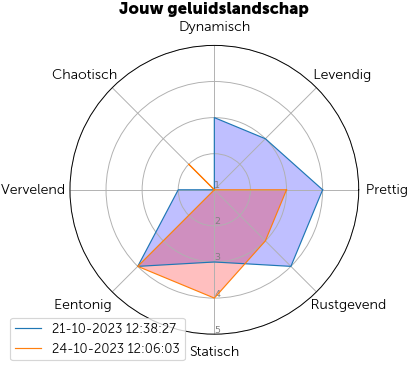 Jouw geluidslandschap
Dynamisch
Chaotisch
Levendig
Vervelend
Prettig
1
2
3
4
5
Eentonig
Rustgevend
Statisch
21-10-2023 12:38:27
24-10-2023 12:06:03